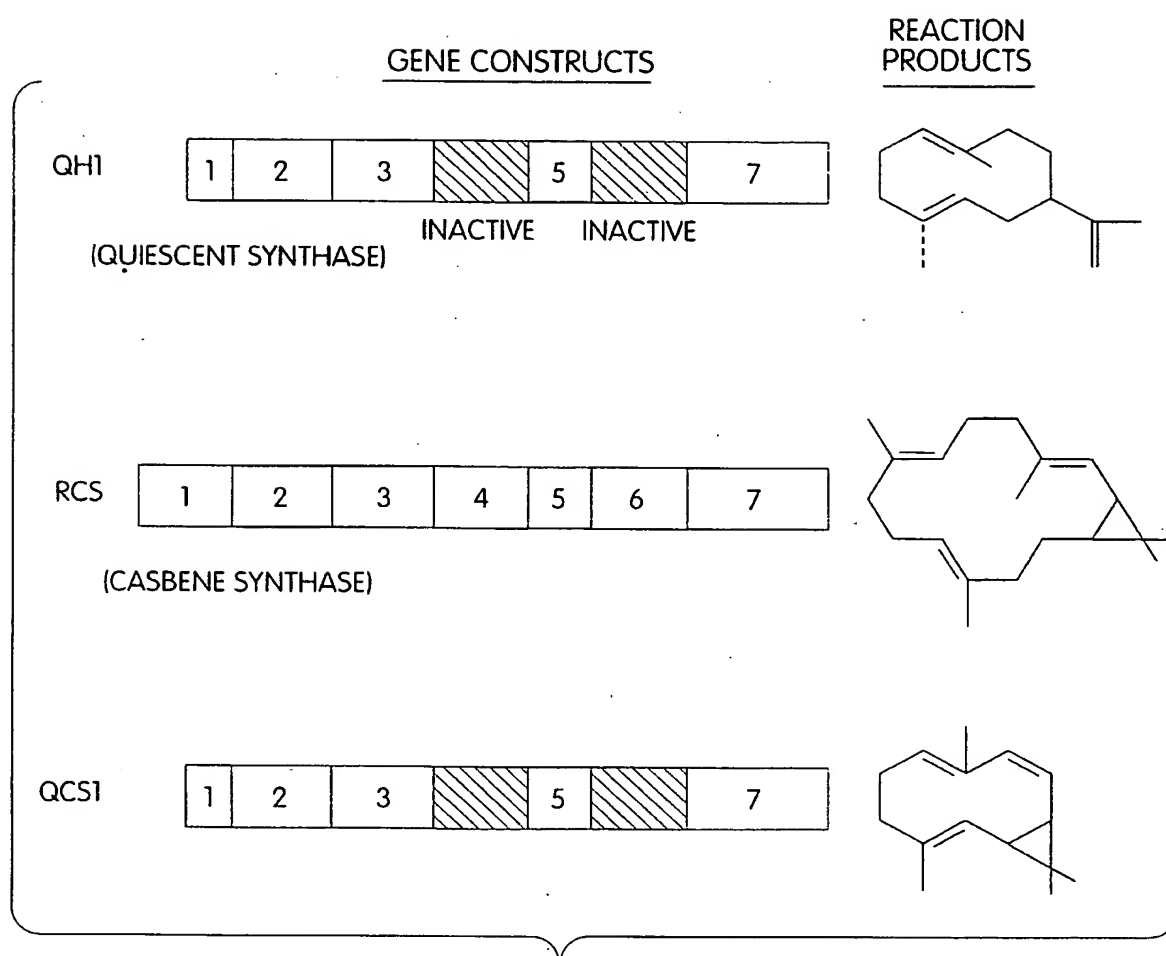 GENE CONSTRUCTS
REACTION
PRODUCTS
QH1
1 2 3 5 7
INACTIVE INACTIVE
(QUIESCENT SYNTHASE)
RCS
1 2 3 4 5 6 7
(CASBENE SYNTHASE)
QCS1
1 2 3 5 7